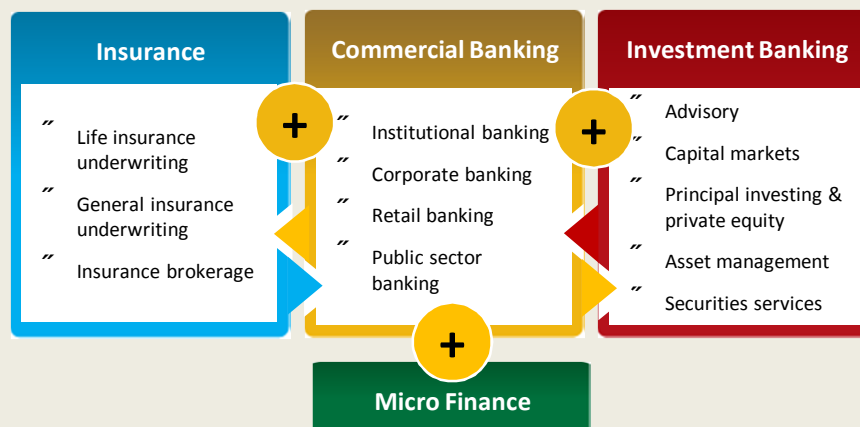 Insurance
Life insurance
underwriting
General insurance
underwriting
Insurance brokerage
+
Commercial Banking
Institutional banking
Corporate banking
Retail banking
Public sector
banking
+
Investment Banking
Advisory
Capital markets
Principal investing &
private equity
Asset management
Securities services
+
Micro Finance